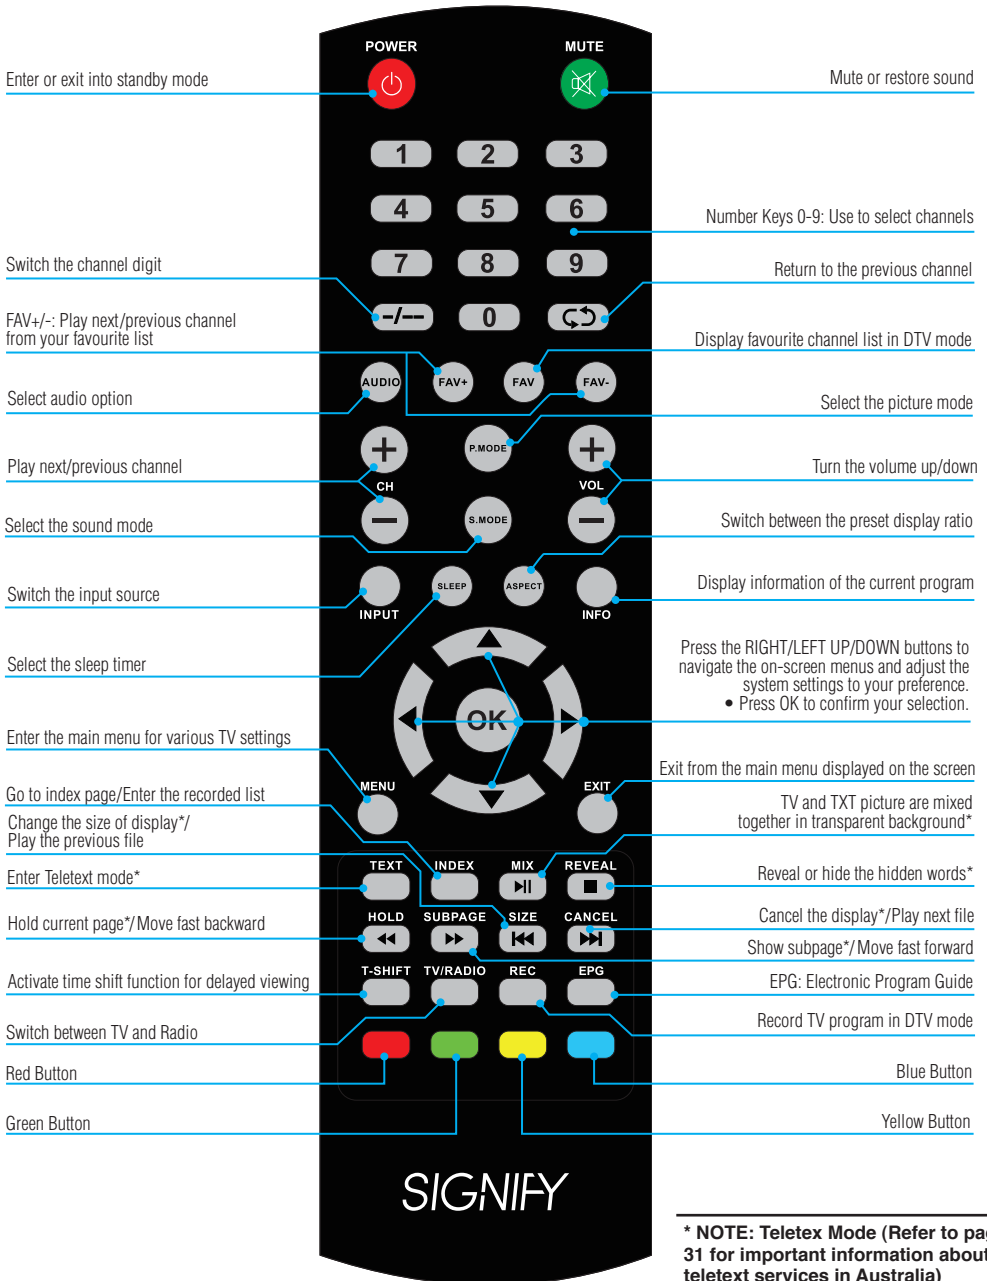 POWER
MUTE
Enter or exit into standby mode
Mute or restore sound
1 2 3
4 5 6
Number Keys 0-9: Use to select channels
7 8 9
Switch the channel digit
Return to the previous channel
-/-- 0
FAV+/-: Play next/previous channel
from your favourite list
Display favourite channel list in DTV mode
AUDIO FAV+ FAV FAV-
Select audio option
Select the picture mode
P.MODE
Play next/previous channel
Turn the volume up/down
CH
VOL
Select the sound mode
S.MODE
Switch between the preset display ratio
Switch the input source
SLEEP ASPECT
Display information of the current program
INPUT
INFO
Select the sleep timer
Press the RIGHT/LEFT UP/DOWN buttons to
navigate the on-screen menus and adjust the
system settings to your preference.
• Press OK to confirm your selection.
OK
Enter the main menu for various TV settings
Exit from the main menu displayed on the screen
MENU
EXIT
Go to index page/Enter the recorded list
TV and TXT picture are mixed
together in transparent background*
Change the size of display*/
Play the previous file
TEXT INDEX MIX REVEAL
Enter Teletext mode*
Reveal or hide the hidden words*
HOLD SUBPAGE SIZE CANCEL
Hold current page*/Move fast backward
Cancel the display*/Play next file
Show subpage*/Move fast forward
T-SHIFT TV/RADIO REC EPG
Activate time shift function for delayed viewing
EPG: Electronic Program Guide
Switch between TV and Radio
Record TV program in DTV mode
Red Button
Blue Button
Green Button
Yellow Button
SIGNIFY
* NOTE: Teletex Mode (Refer to pag
31 for important information about
teletext services in Australia)